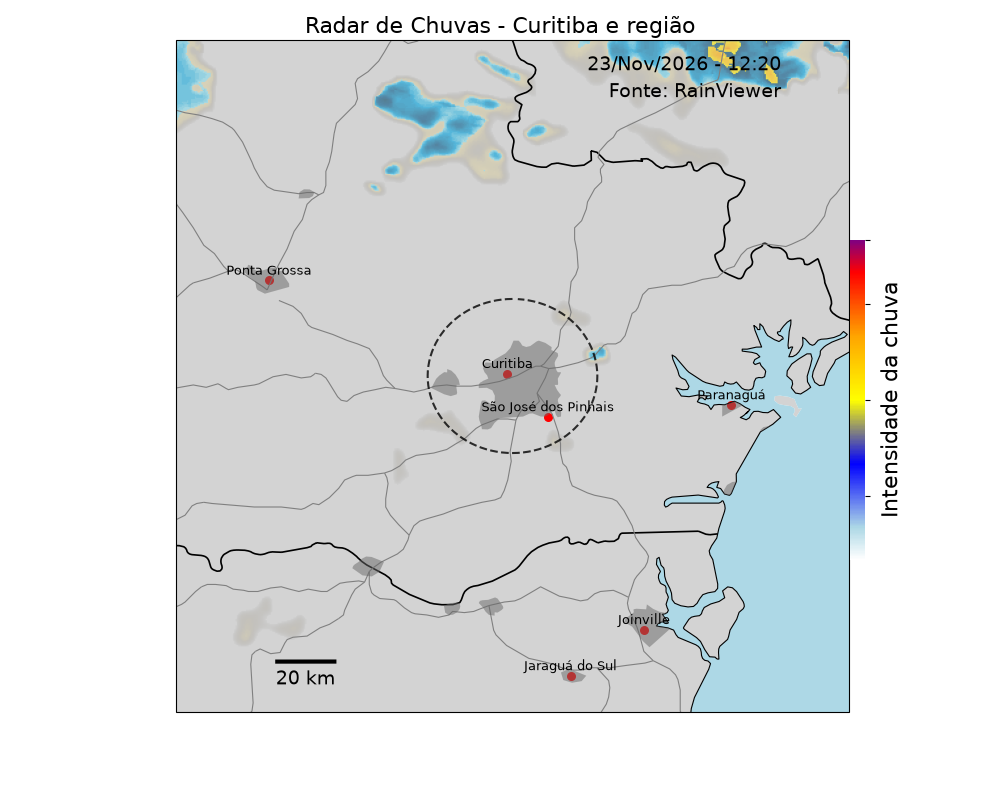 Radar de Chuvas - Curitiba e região
23/Nov/2026 - 12:20
Fonte: RainViewer
Ponta Grossa
Curitiba
São José dos Pinhais
Paranaguá
Intensidade da chuva
Joinville
Jaraguá do Sul
20 km